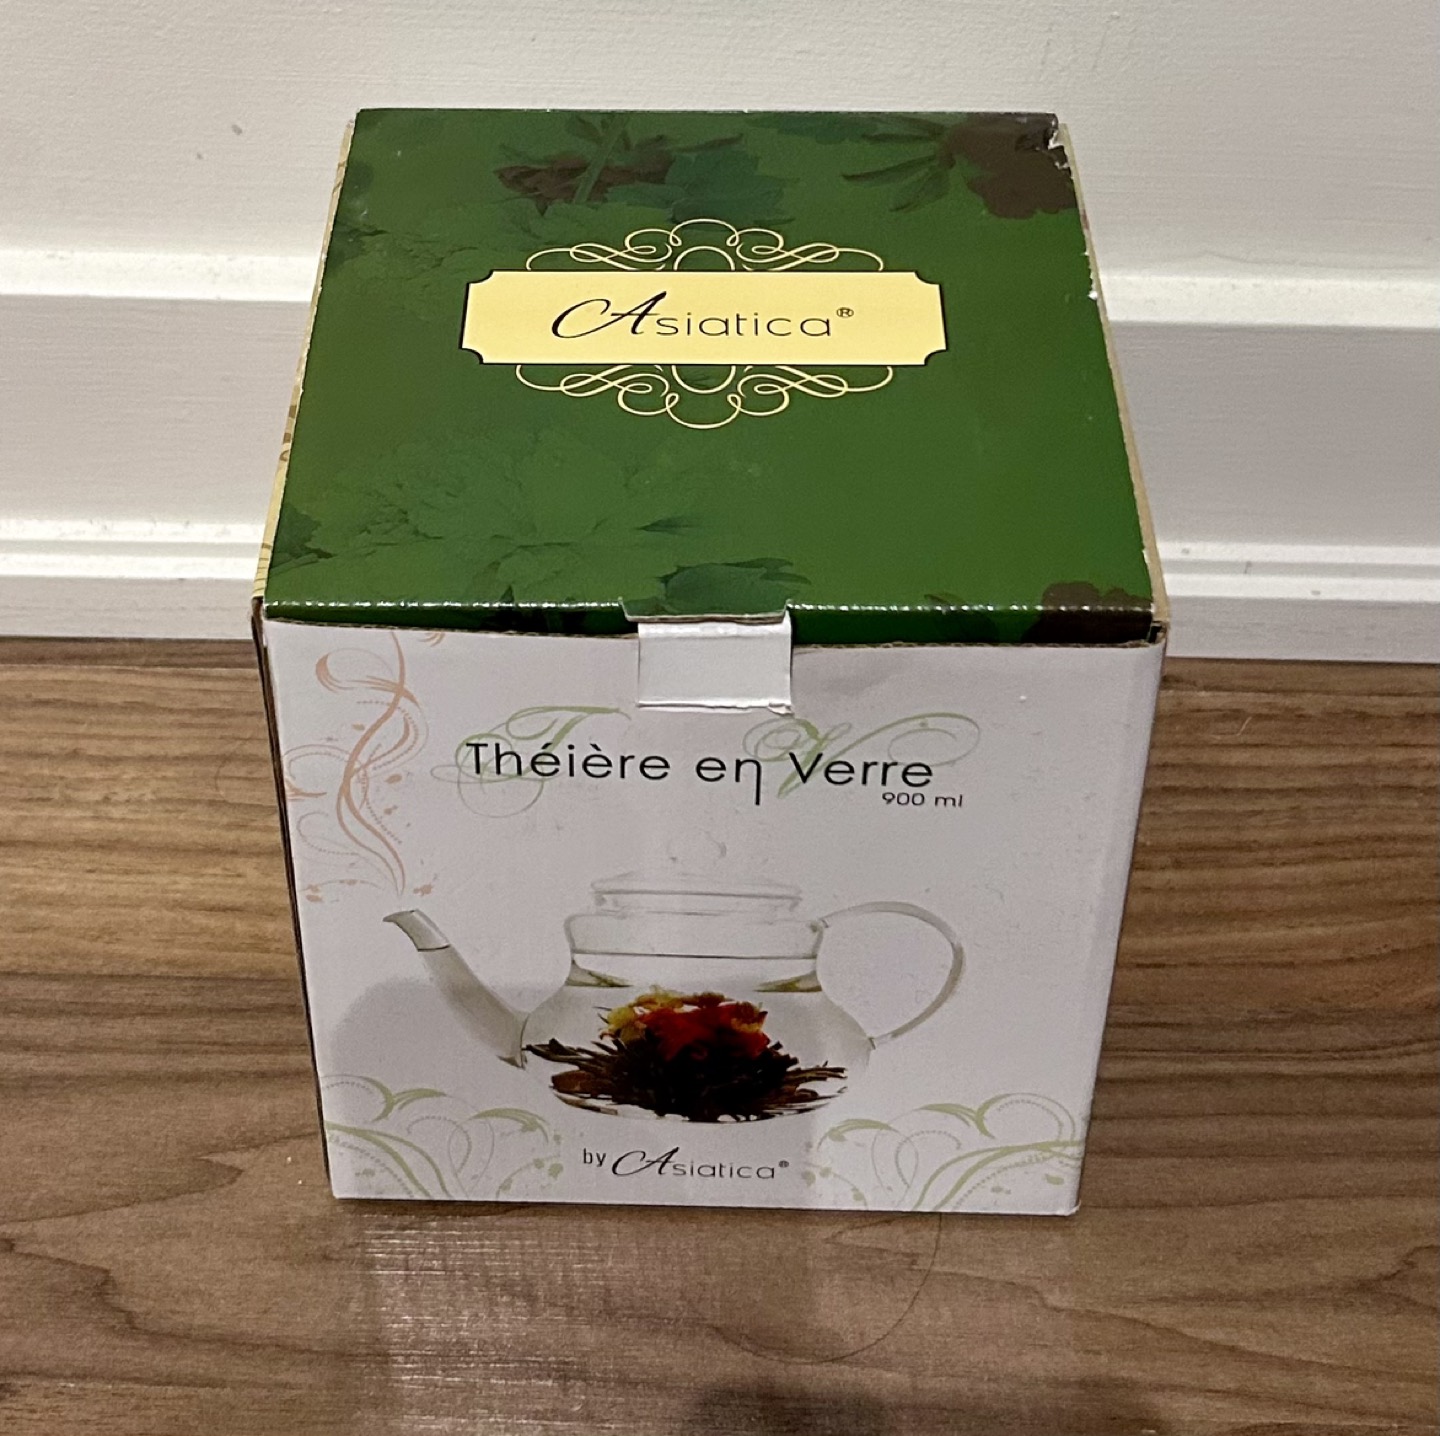 Asiatica®
Théière en Verre
900 ml
by Asiatica®